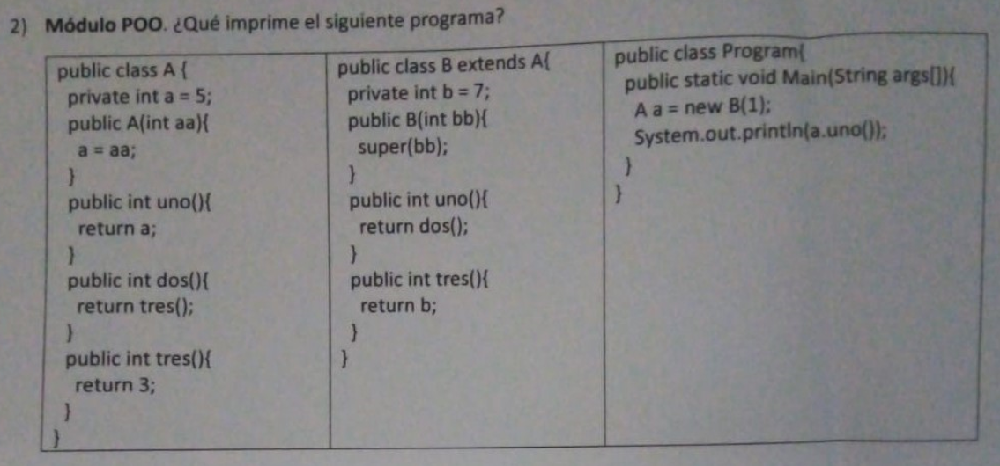 2) Módulo POO. ¿Qué imprime el siguiente programa?
public class A {
private int a = 5;
public A(int aa){
a = aa;
}
public int uno(){
return a;
}
public int dos(){
return tres();
}
public int tres(){
return 3;
}
}
public class B extends A{
private int b = 7;
public B(int bb){
super(bb);
}
public int uno(){
return dos();
}
public int tres(){
return b;
}
}
public class Program{
public static void Main(String args[]){
A a = new B(1);
System.out.println(a.uno());
}
}